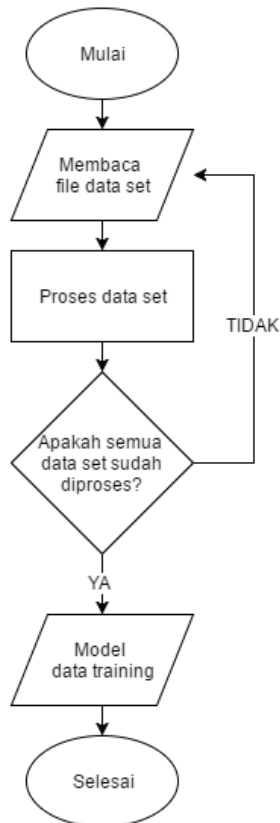 Mulai
Membaca
file data set
Proses data set
TIDAK
Apakah semua
data set sudah
diproses?
YA
Model
data training
Selesai